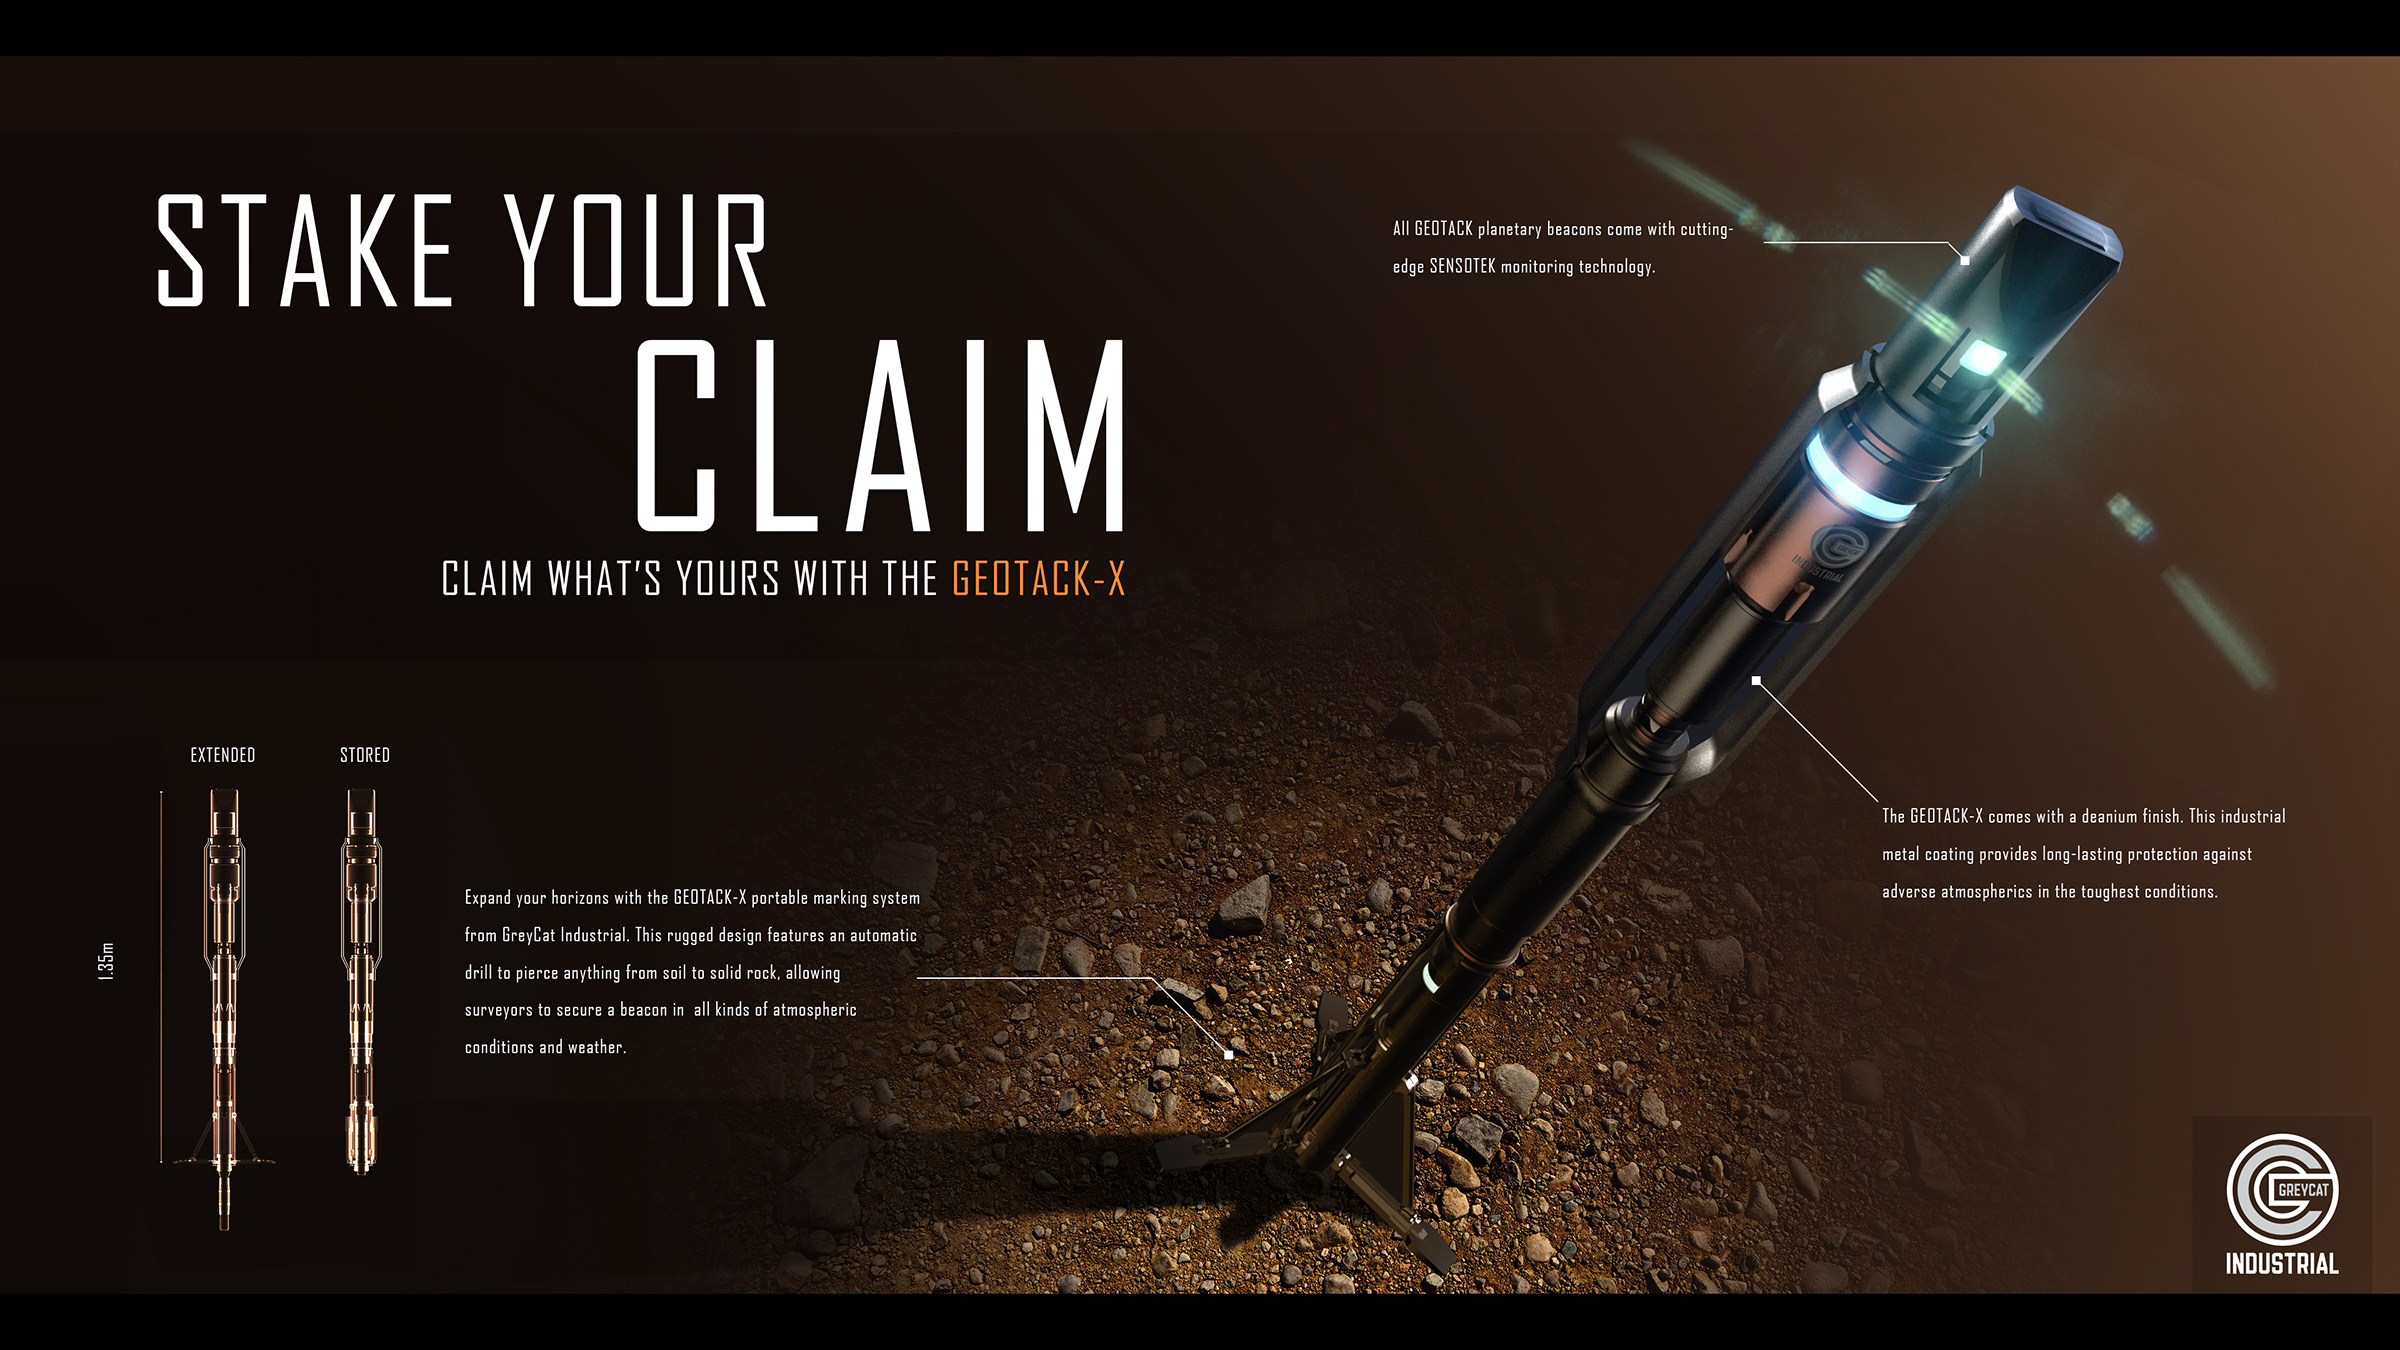 STAKE YOUR
CLAIM
CLAIM WHAT'S YOURS WITH THE GEOTACK-X
All GEOTACK planetary beacons come with cutting-
edge SENSOTEK monitoring technology.
GREYCAT
INDUSTRIAL
The GEOTACK-X comes with a deanium finish. This industrial
metal coating provides long-lasting protection against
adverse atmospherics in the toughest conditions.
EXTENDED
STORED
1.35m
Expand your horizons with the GEOTACK-X portable marking system
from GreyCat Industrial. This rugged design features an automatic
drill to pierce anything from soil to solid rock, allowing
surveyors to secure a beacon in  all kinds of atmospheric
conditions and weather.
GREYCAT
INDUSTRIAL